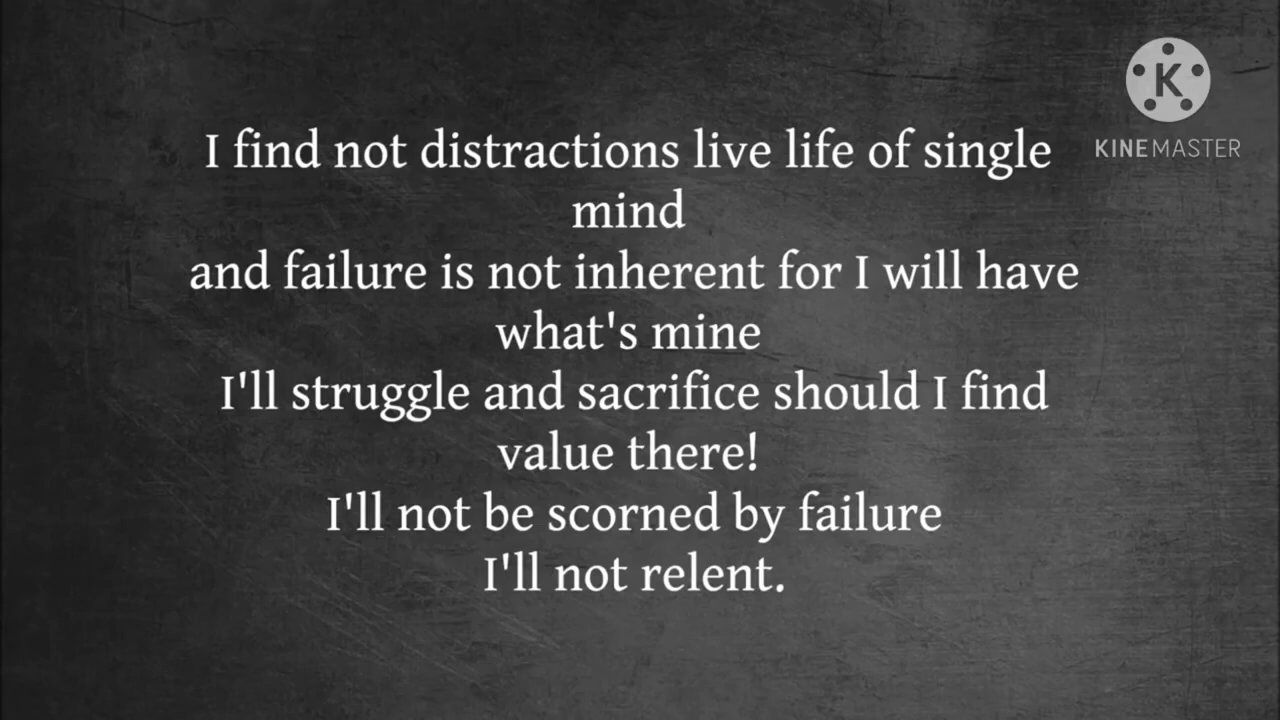 K
KINEMASTER
I find not distractions live life of single
mind
and failure is not inherent for I will have
what's mine
I'll struggle and sacrifice should I find
value there!
I'll not be scorned by failure
I'll not relent.